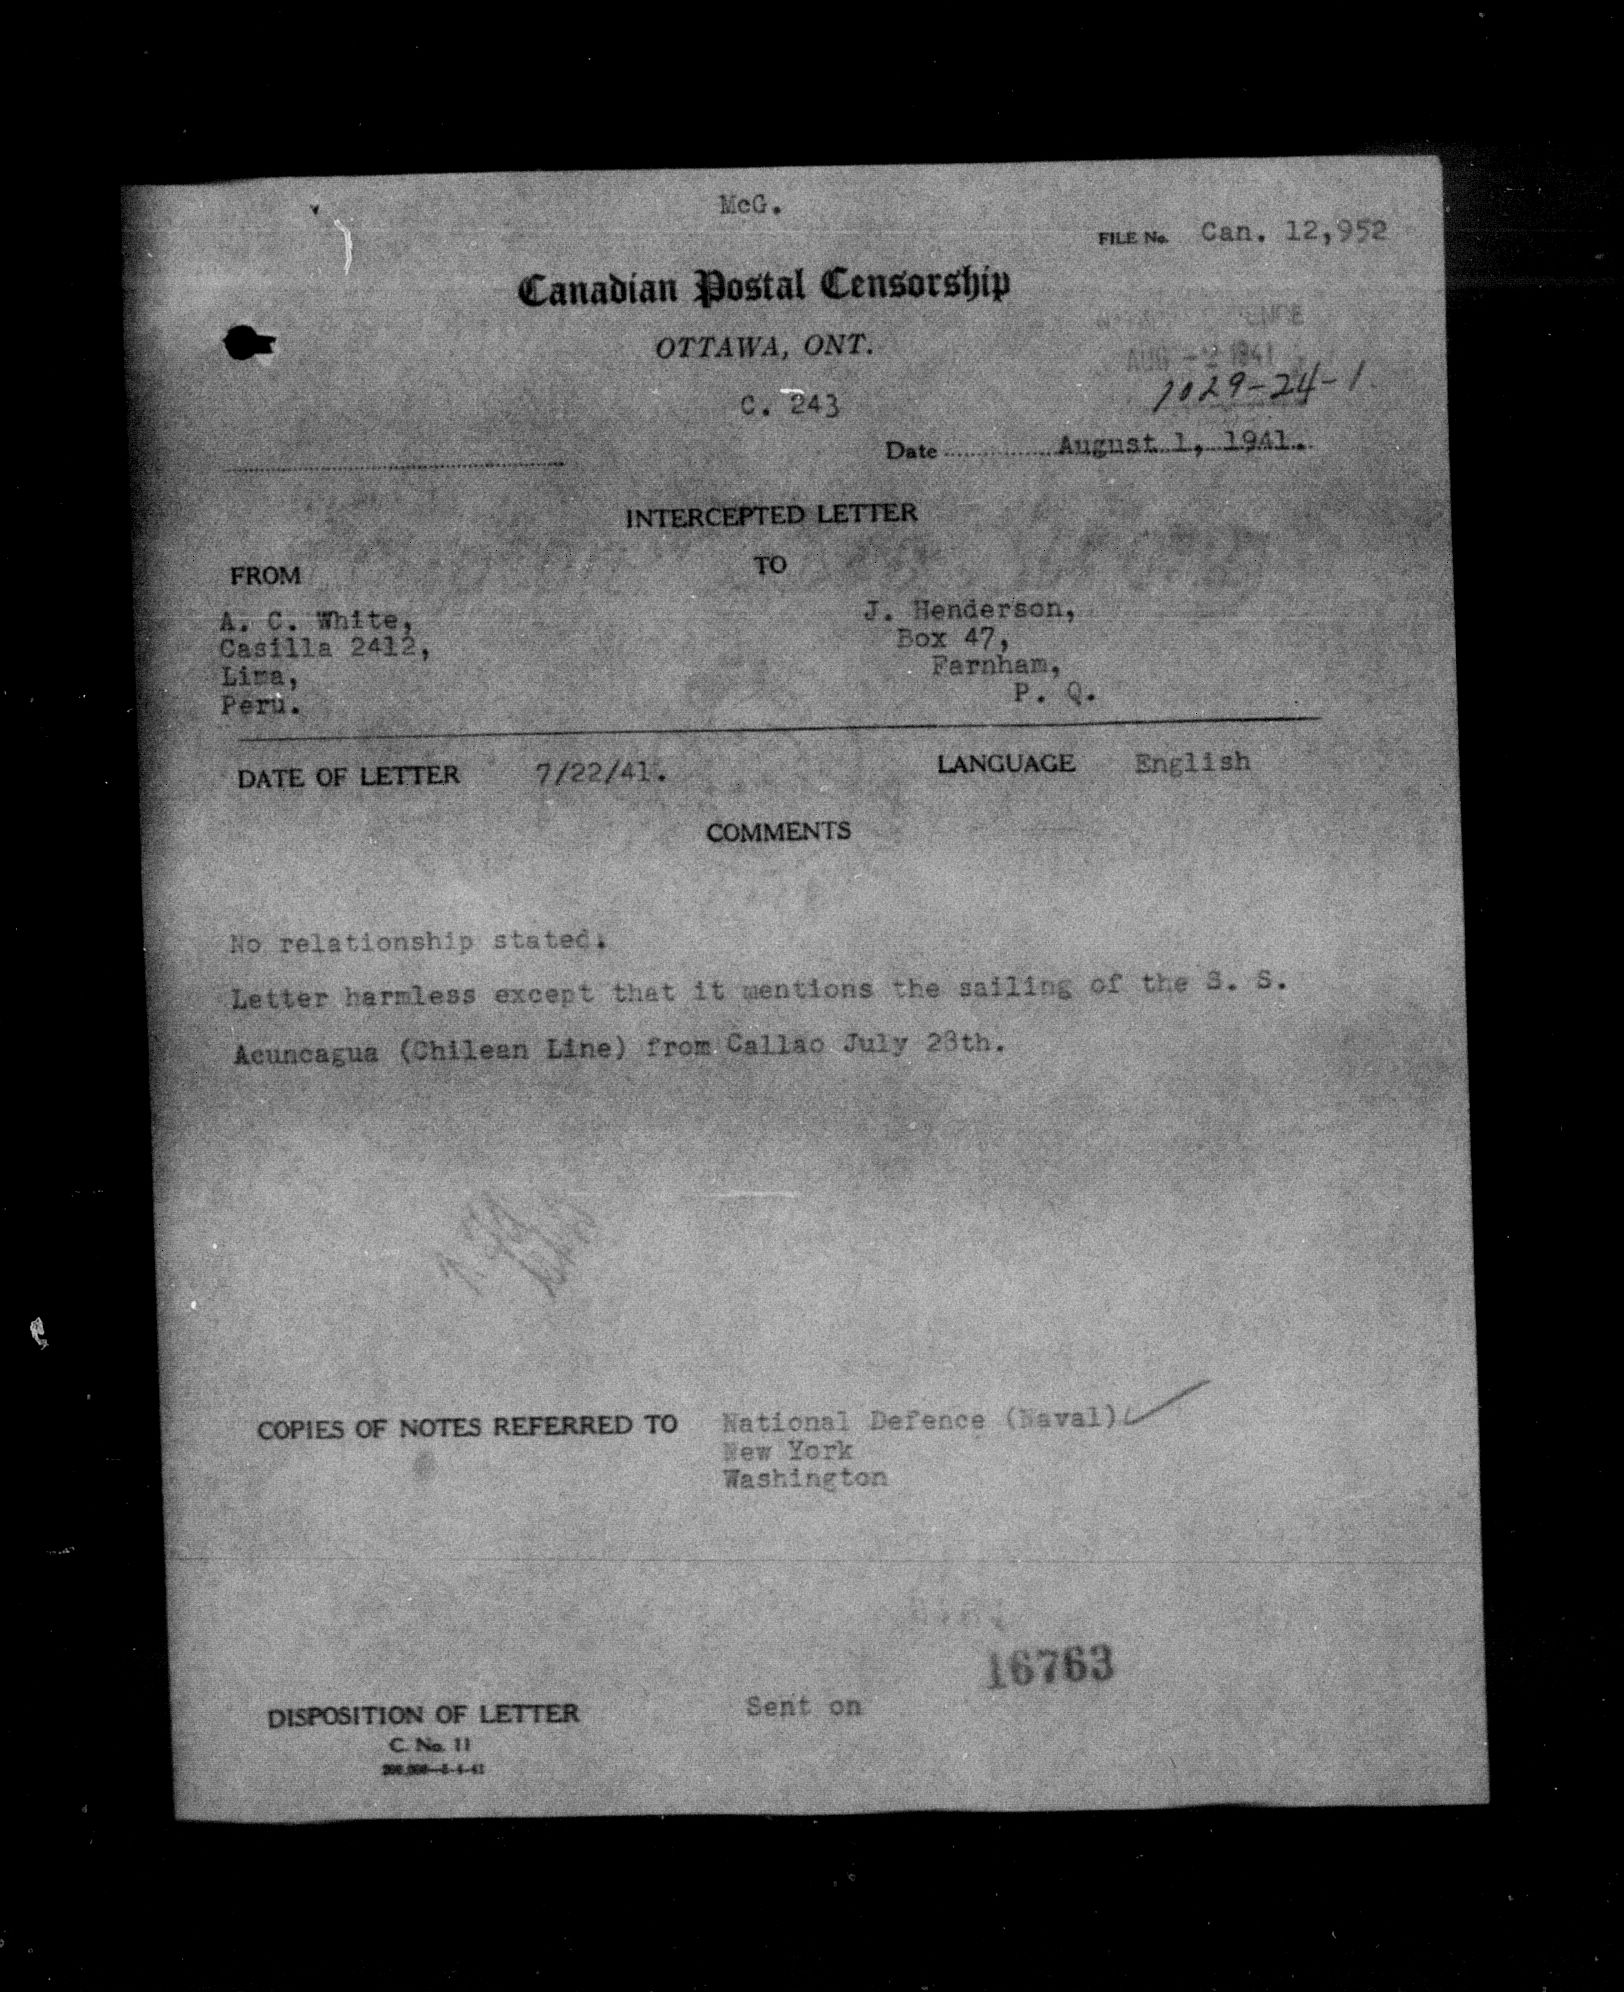 McG.
FILE No. Can. 12,952
Canadian Postal Censorship
OTTAWA, ONT.
AUG -2 1941
1029-24-1
C. 243
Date August 1, 1941.
INTERCEPTED LETTER
FROM TO
A. C. White,
Casilla 2412,
Lima,
Peru.
J. Henderson,
Box 47,
Farnham,
P. Q.
DATE OF LETTER 7/22/41. LANGUAGE English
COMMENTS
No relationship stated.
Letter harmless except that it mentions the sailing of the S. S.
Acuncagua (Chilean Line) from Callao July 28th.
COPIES OF NOTES REFERRED TO National Defence (Naval)
New York
Washington
16763
DISPOSITION OF LETTER Sent on
C. No. 11